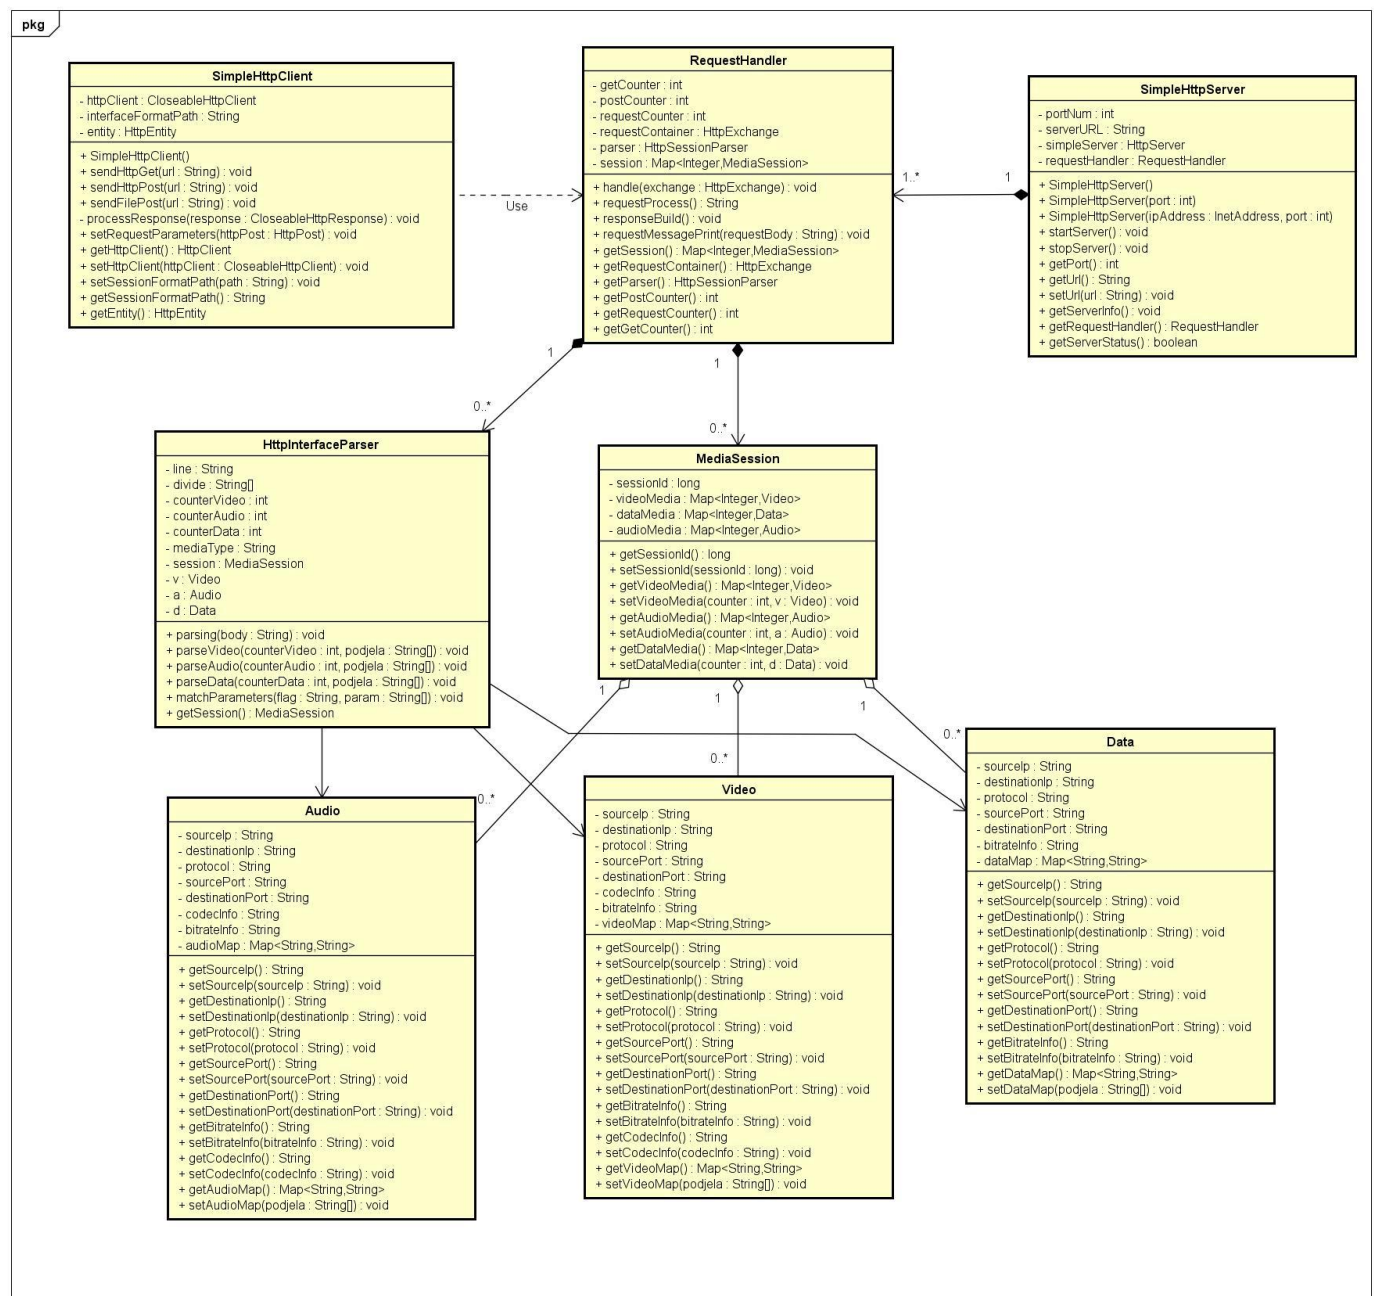 pkg
SimpleHttpClient
- httpClient : CloseableHttpClient
- interfaceFormatPath : String
- entity : HttpEntity
+ SimpleHttpClient()
+ sendHttpGet(url : String) : void
+ sendHttpPost(url : String) : void
+ sendFilePost(url : String) : void
- processResponse(response : CloseableHttpResponse) : void
+ setRequestParameters(httpPost : HttpPost) : void
+ getHttpClient() : HttpClient
+ setHttpClient(httpClient : CloseableHttpClient) : void
+ setSessionFormatPath(path : String) : void
+ getSessionFormatPath() : String
+ getEntity() : HttpEntity
Use
RequestHandler
- getCounter : int
- postCounter : int
- requestCounter : int
- requestContainer : HttpExchange
- parser : HttpSessionParser
- session : Map<Integer,MediaSession>
+ handle(exchange : HttpExchange) : void
+ requestProcess() : String
+ responseBuild() : void
+ requestMessagePrint(requestBody : String) : void
+ getSession() : Map<Integer,MediaSession>
+ getRequestContainer() : HttpExchange
+ getParser() : HttpSessionParser
+ getPostCounter() : int
+ getRequestCounter() : int
+ getGetCounter() : int
1..*
1
SimpleHttpServer
- portNum : int
- serverURL : String
- simpleServer : HttpServer
- requestHandler : RequestHandler
+ SimpleHttpServer()
+ SimpleHttpServer(port : int)
+ SimpleHttpServer(ipAddress : InetAddress, port : int)
+ startServer() : void
+ stopServer() : void
+ getPort() : int
+ getUrl() : String
+ setUrl(url : String) : void
+ getServerInfo() : void
+ getRequestHandler() : RequestHandler
+ getServerStatus() : boolean
1
0..*
1
0..*
HttpInterfaceParser
- line : String
- divide : String[]
- counterVideo : int
- counterAudio : int
- counterData : int
- mediaType : String
- session : MediaSession
- v : Video
- a : Audio
- d : Data
+ parsing(body : String) : void
+ parseVideo(counterVideo : int, podjela : String[]) : void
+ parseAudio(counterAudio : int, podjela : String[]) : void
+ parseData(counterData : int, podjela : String[]) : void
+ matchParameters(flag : String, param : String[]) : void
+ getSession() : MediaSession
MediaSession
- sessionId : long
- videoMedia : Map<Integer,Video>
- dataMedia : Map<Integer,Data>
- audioMedia : Map<Integer,Audio>
+ getSessionId() : long
+ setSessionId(sessionId : long) : void
+ getVideoMedia() : Map<Integer,Video>
+ setVideoMedia(counter : int, v : Video) : void
+ getAudioMedia() : Map<Integer,Audio>
+ setAudioMedia(counter : int, a : Audio) : void
+ getDataMedia() : Map<Integer,Data>
+ setDataMedia(counter : int, d : Data) : void
1
1
1
0..*
0..*
0..*
Audio
- sourceIp : String
- destinationIp : String
- protocol : String
- sourcePort : String
- destinationPort : String
- codecInfo : String
- bitrateInfo : String
- audioMap : Map<String,String>
+ getSourceIp() : String
+ setSourceIp(sourceIp : String) : void
+ getDestinationIp() : String
+ setDestinationIp(destinationIp : String) : void
+ getProtocol() : String
+ setProtocol(protocol : String) : void
+ getSourcePort() : String
+ setSourcePort(sourcePort : String) : void
+ getDestinationPort() : String
+ setDestinationPort(destinationPort : String) : void
+ getBitrateInfo() : String
+ setBitrateInfo(bitrateInfo : String) : void
+ getCodecInfo() : String
+ setCodecInfo(codecInfo : String) : void
+ getAudioMap() : Map<String,String>
+ setAudioMap(podjela : String[]) : void
Video
- sourceIp : String
- destinationIp : String
- protocol : String
- sourcePort : String
- destinationPort : String
- codecInfo : String
- bitrateInfo : String
- videoMap : Map<String,String>
+ getSourceIp() : String
+ setSourceIp(sourceIp : String) : void
+ getDestinationIp() : String
+ setDestinationIp(destinationIp : String) : void
+ getProtocol() : String
+ setProtocol(protocol : String) : void
+ getSourcePort() : String
+ setSourcePort(sourcePort : String) : void
+ getDestinationPort() : String
+ setDestinationPort(destinationPort : String) : void
+ getBitrateInfo() : String
+ setBitrateInfo(bitrateInfo : String) : void
+ getCodecInfo() : String
+ setCodecInfo(codecInfo : String) : void
+ getVideoMap() : Map<String,String>
+ setVideoMap(podjela : String[]) : void
Data
- sourceIp : String
- destinationIp : String
- protocol : String
- sourcePort : String
- destinationPort : String
- bitrateInfo : String
- dataMap : Map<String,String>
+ getSourceIp() : String
+ setSourceIp(sourceIp : String) : void
+ getDestinationIp() : String
+ setDestinationIp(destinationIp : String) : void
+ getProtocol() : String
+ setProtocol(protocol : String) : void
+ getSourcePort() : String
+ setSourcePort(sourcePort : String) : void
+ getDestinationPort() : String
+ setDestinationPort(destinationPort : String) : void
+ getBitrateInfo() : String
+ setBitrateInfo(bitrateInfo : String) : void
+ getDataMap() : Map<String,String>
+ setDataMap(podjela : String[]) : void